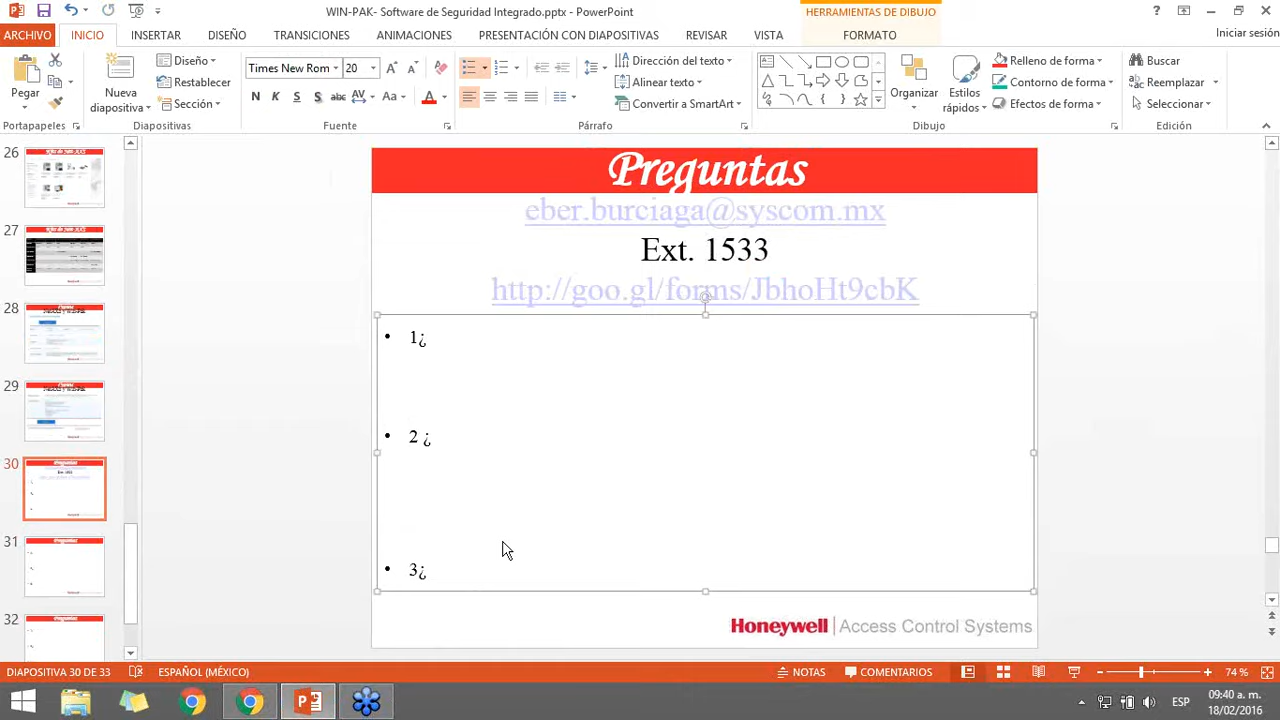 WIN-PAK- Software de Seguridad Integrado.pptx - PowerPoint
HERRAMIENTAS DE DIBUJO
ARCHIVO
INICIO
INSERTAR
DISEÑO
TRANSICIONES
ANIMACIONES
PRESENTACIÓN CON DIAPOSITIVAS
REVISAR
VISTA
FORMATO
Iniciar sesión
Pegar
Nueva
diapositiva
Diseño
Restablecer
Sección
Times New Rom
20
Dirección del texto
Alinear texto
Convertir a SmartArt
Organizar
Estilos
rápidos
Relleno de forma
Contorno de forma
Efectos de forma
Buscar
Reemplazar
Seleccionar
Portapapeles
Diapositivas
Fuente
Párrafo
Dibujo
Edición
26
27
28
29
30
31
32
Preguntas
eber.burciaga@syscom.mx
Ext. 1533
http://goo.gl/forms/JhhoHt9cbK
• 1¿
• 2 ¿
• 3¿
Honeywell | Access Control Systems
DIAPOSITIVA 30 DE 33
ESPAÑOL (MÉXICO)
NOTAS
COMENTARIOS
74 %
ESP
09:40 a. m.
18/02/2016